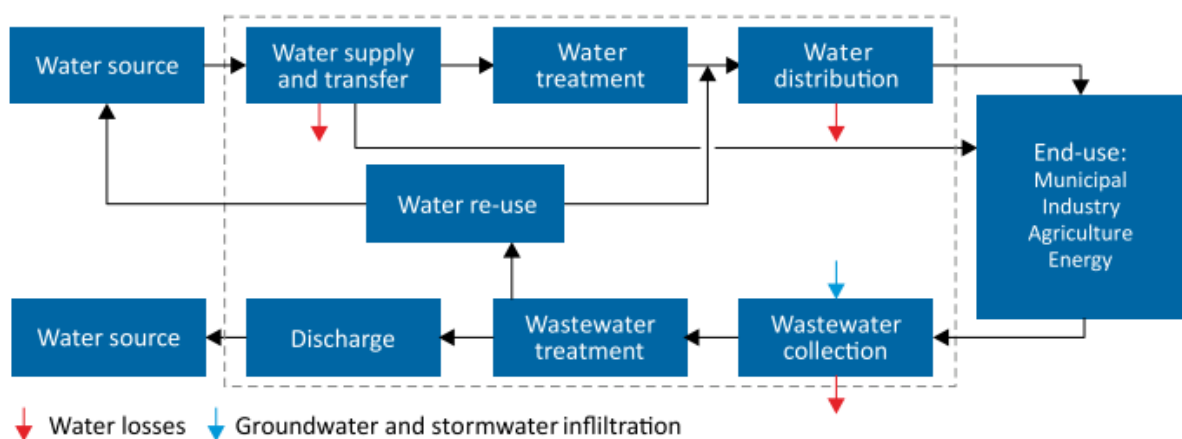 Water source
Water supply
and transfer
Water
treatment
Water
distribution
End-use:
Municipal
Industry
Agriculture
Energy
Water re-use
Water source
Discharge
Wastewater
treatment
Wastewater
collection
Water losses
Groundwater and stormwater infliltration